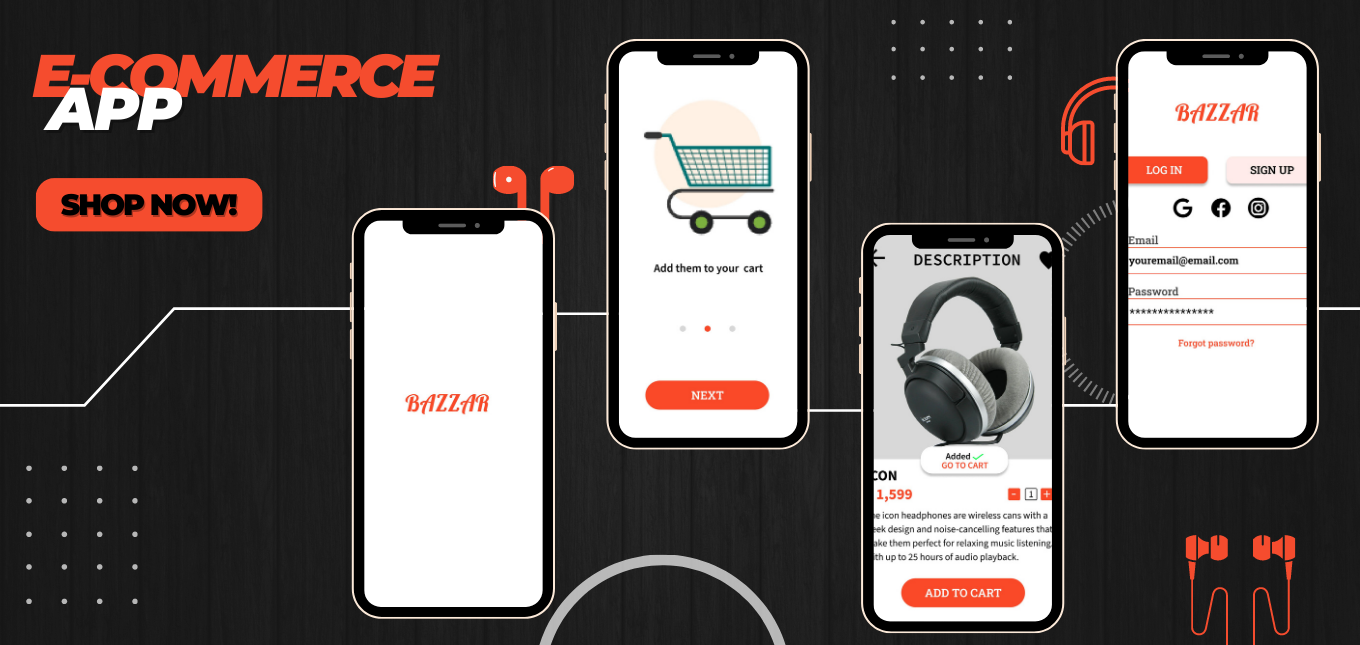 E-COMMERCE
APP
SHOP NOW!
BAZZAR
Add them to your cart
NEXT
DESCRIPTION
Added
GO TO CART
CON
1,599
- 1 +
e icon headphones are wireless cans with a
eek design and noise-cancelling features that
ake them perfect for relaxing music listening,
ith up to 25 hours of audio playback.
ADD TO CART
BAZZAR
LOG IN
SIGN UP
Email
youremail@email.com
Password
***************
Forgot password?